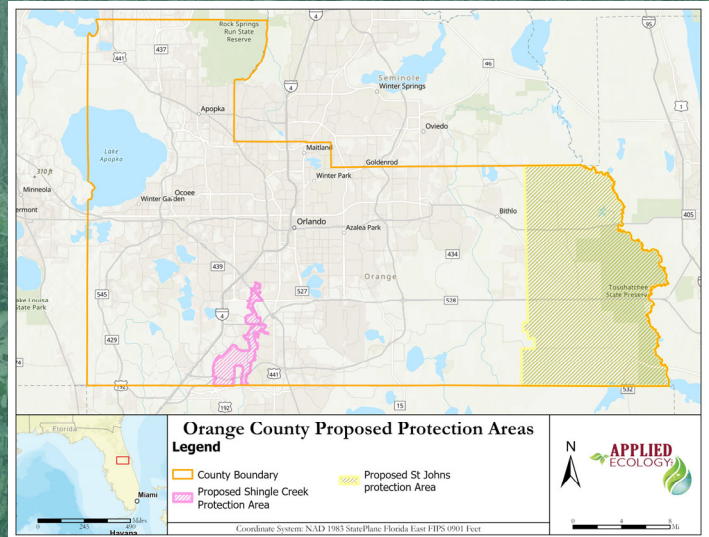 Rock Springs
Run State
Reserve
4
95
441
437
46
Seminole
Winter Springs
4
1
Apopka
Oviedo
Lake
Apopka
Maitland
310 ft
Goldenrod
Winter Park
Minneola
Ocoee
Winter Garden
Bithlo
405
ermont
Orlando
Azalea Park
434
439
Orange
Tosohatchee
State Preserve
545
527
528
ake Louisa
State Park
4
429
441
192
532
192
15
Florida
Miami
Havana
0 245 490 Miles
Orange County Proposed Protection Areas
Legend
County Boundary
Proposed Shingle Creek
Protection Area
Proposed St Johns
protection Area
Coordinate System: NAD 1983 StatePlane Florida East FIPS 0901 Feet
N
APPLIED
ECOLOGY
0 4 8
Mi